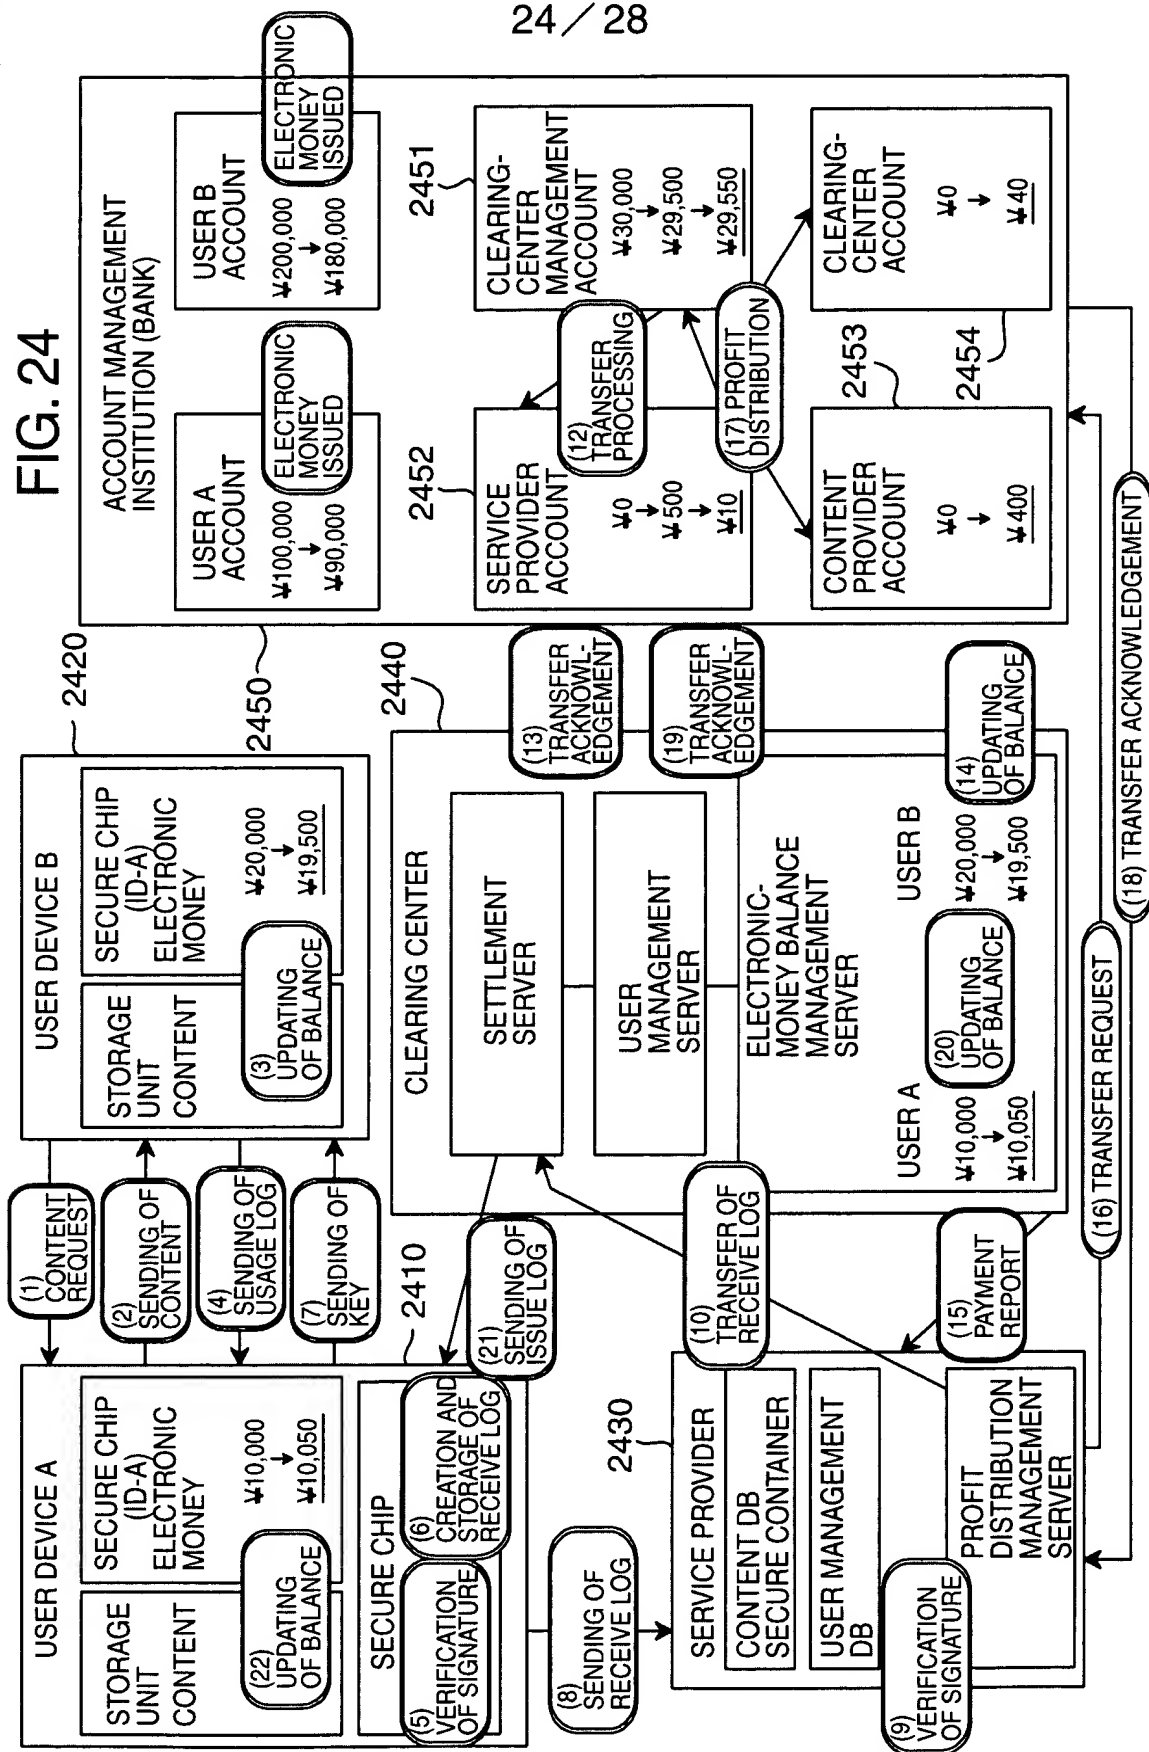 24/28
FIG. 24
USER DEVICE A
STORAGE
UNIT
CONTENT
SECURE CHIP
(ID-A)
ELECTRONIC
MONEY
¥10,000
↓
¥10,050
(22)
UPDATING
OF BALANCE
SECURE CHIP
(5)
VERIFICATION
OF SIGNATURE
(6)
CREATION AND
STORAGE OF
RECEIVE LOG
2410
(1)
CONTENT
REQUEST
(2)
SENDING OF
CONTENT
(4)
SENDING OF
USAGE LOG
(7)
SENDING OF
KEY
USER DEVICE B
STORAGE
UNIT
CONTENT
SECURE CHIP
(ID-A)
ELECTRONIC
MONEY
¥20,000
↓
¥19,500
(3)
UPDATING
OF BALANCE
2420
2450
ACCOUNT MANAGEMENT
INSTITUTION (BANK)
USER A
ACCOUNT
¥100,000
↓
¥90,000
ELECTRONIC
MONEY
ISSUED
USER B
ACCOUNT
¥200,000
↓
¥180,000
ELECTRONIC
MONEY
ISSUED
2452
SERVICE
PROVIDER
ACCOUNT
¥0
↓
¥500
↓
¥10
(12)
TRANSFER
PROCESSING
2451
CLEARING-
CENTER
MANAGEMENT
ACCOUNT
¥30,000
↓
¥29,500
↓
¥29,550
(17) PROFIT
DISTRIBUTION
2453
CONTENT
PROVIDER
ACCOUNT
¥0
↓
¥400
2454
CLEARING-
CENTER
ACCOUNT
¥0
↓
¥40
(8)
SENDING OF
RECEIVE LOG
(21)
SENDING OF
ISSUE LOG
2430
SERVICE PROVIDER
CONTENT DB
SECURE CONTAINER
USER MANAGEMENT
DB
(9)
VERIFICATION
OF SIGNATURE
PROFIT
DISTRIBUTION
MANAGEMENT
SERVER
(10)
TRANSFER OF
RECEIVE LOG
(15)
PAYMENT
REPORT
2440
CLEARING CENTER
SETTLEMENT
SERVER
USER
MANAGEMENT
SERVER
ELECTRONIC-
MONEY BALANCE
MANAGEMENT
SERVER
USER A
¥10,000
↓
¥10,050
(20)
UPDATING
OF BALANCE
USER B
¥20,000
↓
¥19,500
(14)
UPDATING
OF BALANCE
(13)
TRANSFER
ACKNOWL-
EDGEMENT
(19)
TRANSFER
ACKNOWL-
EDGEMENT
(16) TRANSFER REQUEST
(18) TRANSFER ACKNOWLEDGEMENT